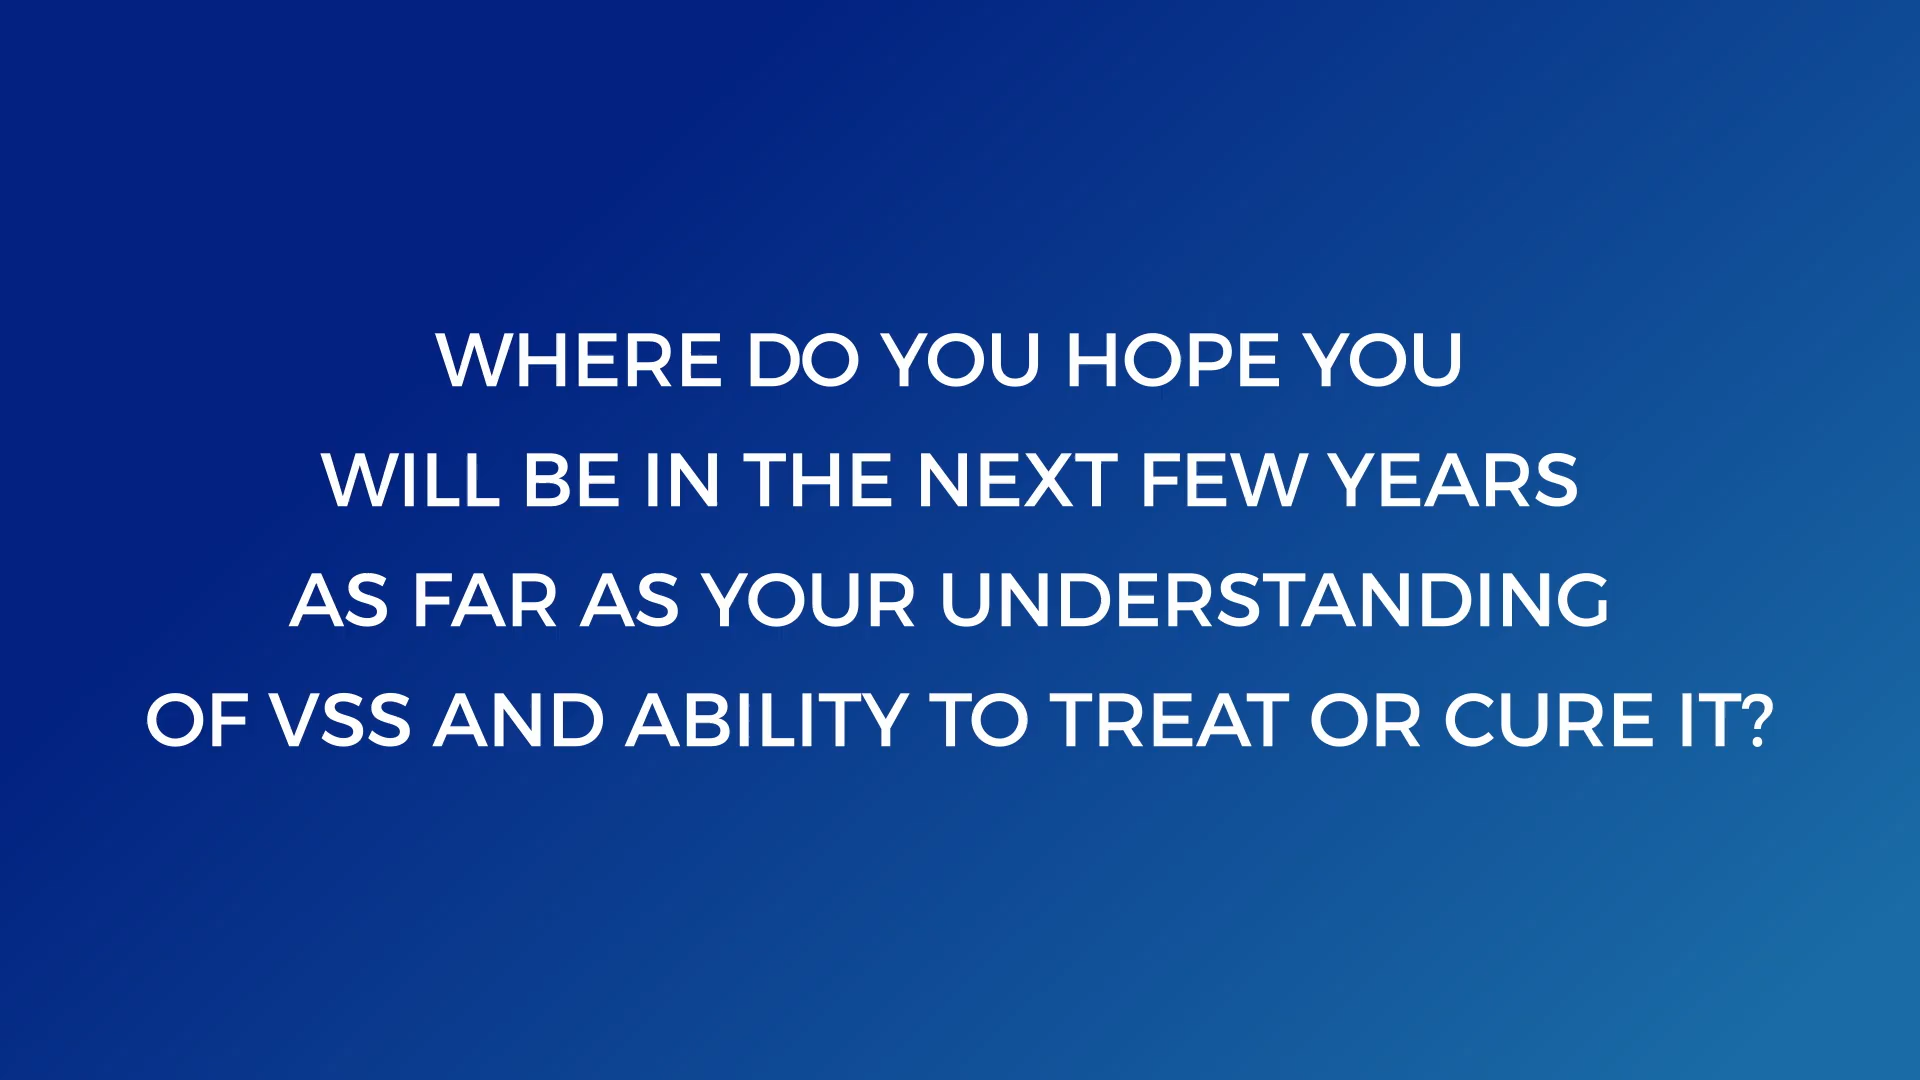 WHERE DO YOU HOPE YOU
WILL BE IN THE NEXT FEW YEARS
AS FAR AS YOUR UNDERSTANDING
OF VSS AND ABILITY TO TREAT OR CURE IT?